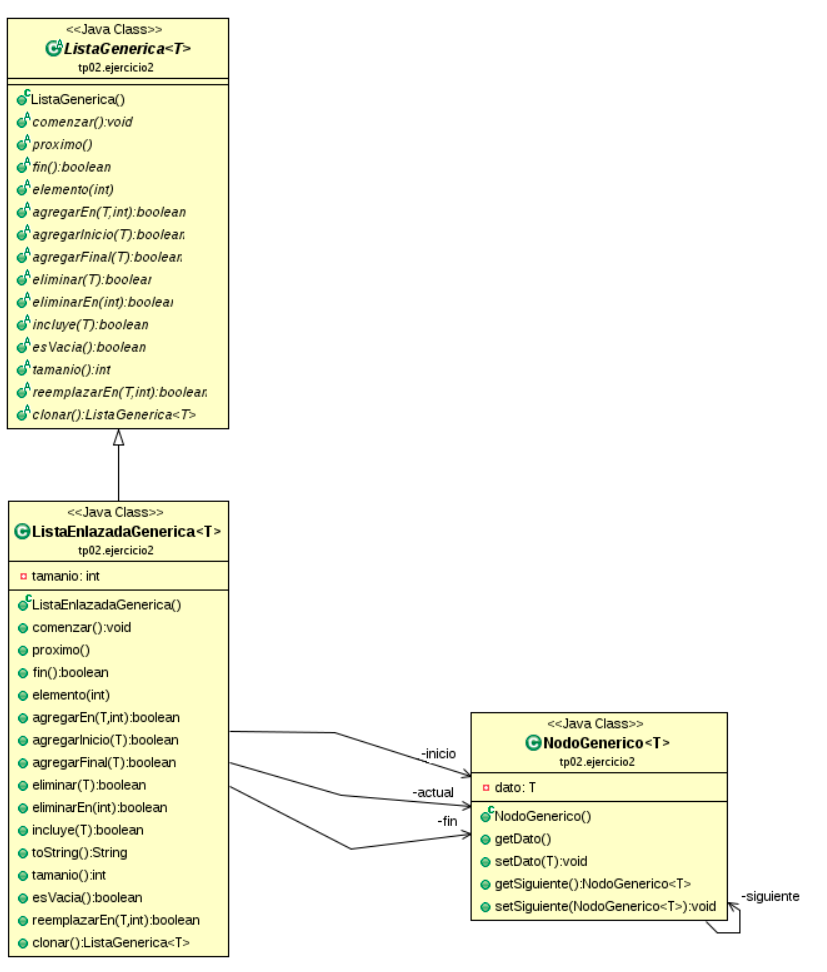 <<Java Class>>
ListaGenerica<T>
tp02.ejercicio2
ListaGenerica()
comenzar():void
proximo()
fin():boolean
elemento(int)
agregarEn(T,int):boolean
agregarInicio(T):boolean
agregarFinal(T):boolean
eliminar(T):boolear
eliminarEn(int):boolear
incluye(T):boolean
esVacia():boolean
tamanio():int
reemplazarEn(T,int):boolean
clonar():ListaGenerica<T>
<<Java Class>>
ListaEnlazadaGenerica<T>
tp02.ejercicio2
tamanio: int
ListaEnlazadaGenerica()
comenzar():void
proximo()
fin():boolean
elemento(int)
agregarEn(T,int):boolean
agregarInicio(T):boolean
agregarFinal(T):boolean
eliminar(T):boolean
eliminarEn(int):boolean
incluye(T):boolean
toString():String
tamanio():int
esVacia():boolean
reemplazarEn(T,int):boolean
clonar():ListaGenerica<T>
-inicio
-actual
-fin
<<Java Class>>
NodoGenerico<T>
tp02.ejercicio2
dato: T
NodoGenerico()
getDato()
setDato(T):void
getSiguiente():NodoGenerico<T>
setSiguiente(NodoGenerico<T>):void
-siguiente